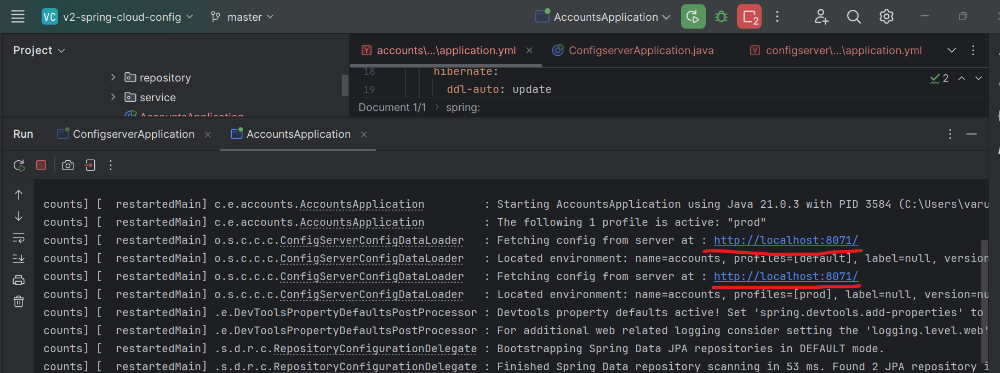 VC v2-spring-cloud-config master AccountsApplication 2
Project
accounts\...\application.yml ConfigserverApplication.java configserver\...\application.yml
repository
service
AccountsApplication
18 hibernate:
19 ddl-auto: update
2
Document 1/1 › spring:
Run ConfigserverApplication AccountsApplication
counts] [ restartedMain] c.e.accounts.AccountsApplication : Starting AccountsApplication using Java 21.0.3 with PID 3584 (C:\Users\varu
counts] [ restartedMain] c.e.accounts.AccountsApplication : The following 1 profile is active: "prod"
counts] [ restartedMain] o.s.c.c.c.ConfigServerConfigDataLoader : Fetching config from server at : http://localhost:8071/
counts] [ restartedMain] o.s.c.c.c.ConfigServerConfigDataLoader : Located environment: name=accounts, profiles=[default], label=null, version
counts] [ restartedMain] o.s.c.c.c.ConfigServerConfigDataLoader : Fetching config from server at : http://localhost:8071/
counts] [ restartedMain] o.s.c.c.c.ConfigServerConfigDataLoader : Located environment: name=accounts, profiles=[prod], label=null, version=nu
counts] [ restartedMain] .e.DevToolsPropertyDefaultsPostProcessor : Devtools property defaults active! Set 'spring.devtools.add-properties' to
counts] [ restartedMain] .e.DevToolsPropertyDefaultsPostProcessor : For additional web related logging consider setting the 'logging.level.web'
counts] [ restartedMain] .s.d.r.c.RepositoryConfigurationDelegate : Bootstrapping Spring Data JPA repositories in DEFAULT mode.
counts] [ restartedMain] .s.d.r.c.RepositoryConfigurationDelegate : Finished Spring Data repository scanning in 53 ms. Found 2 JPA repository i